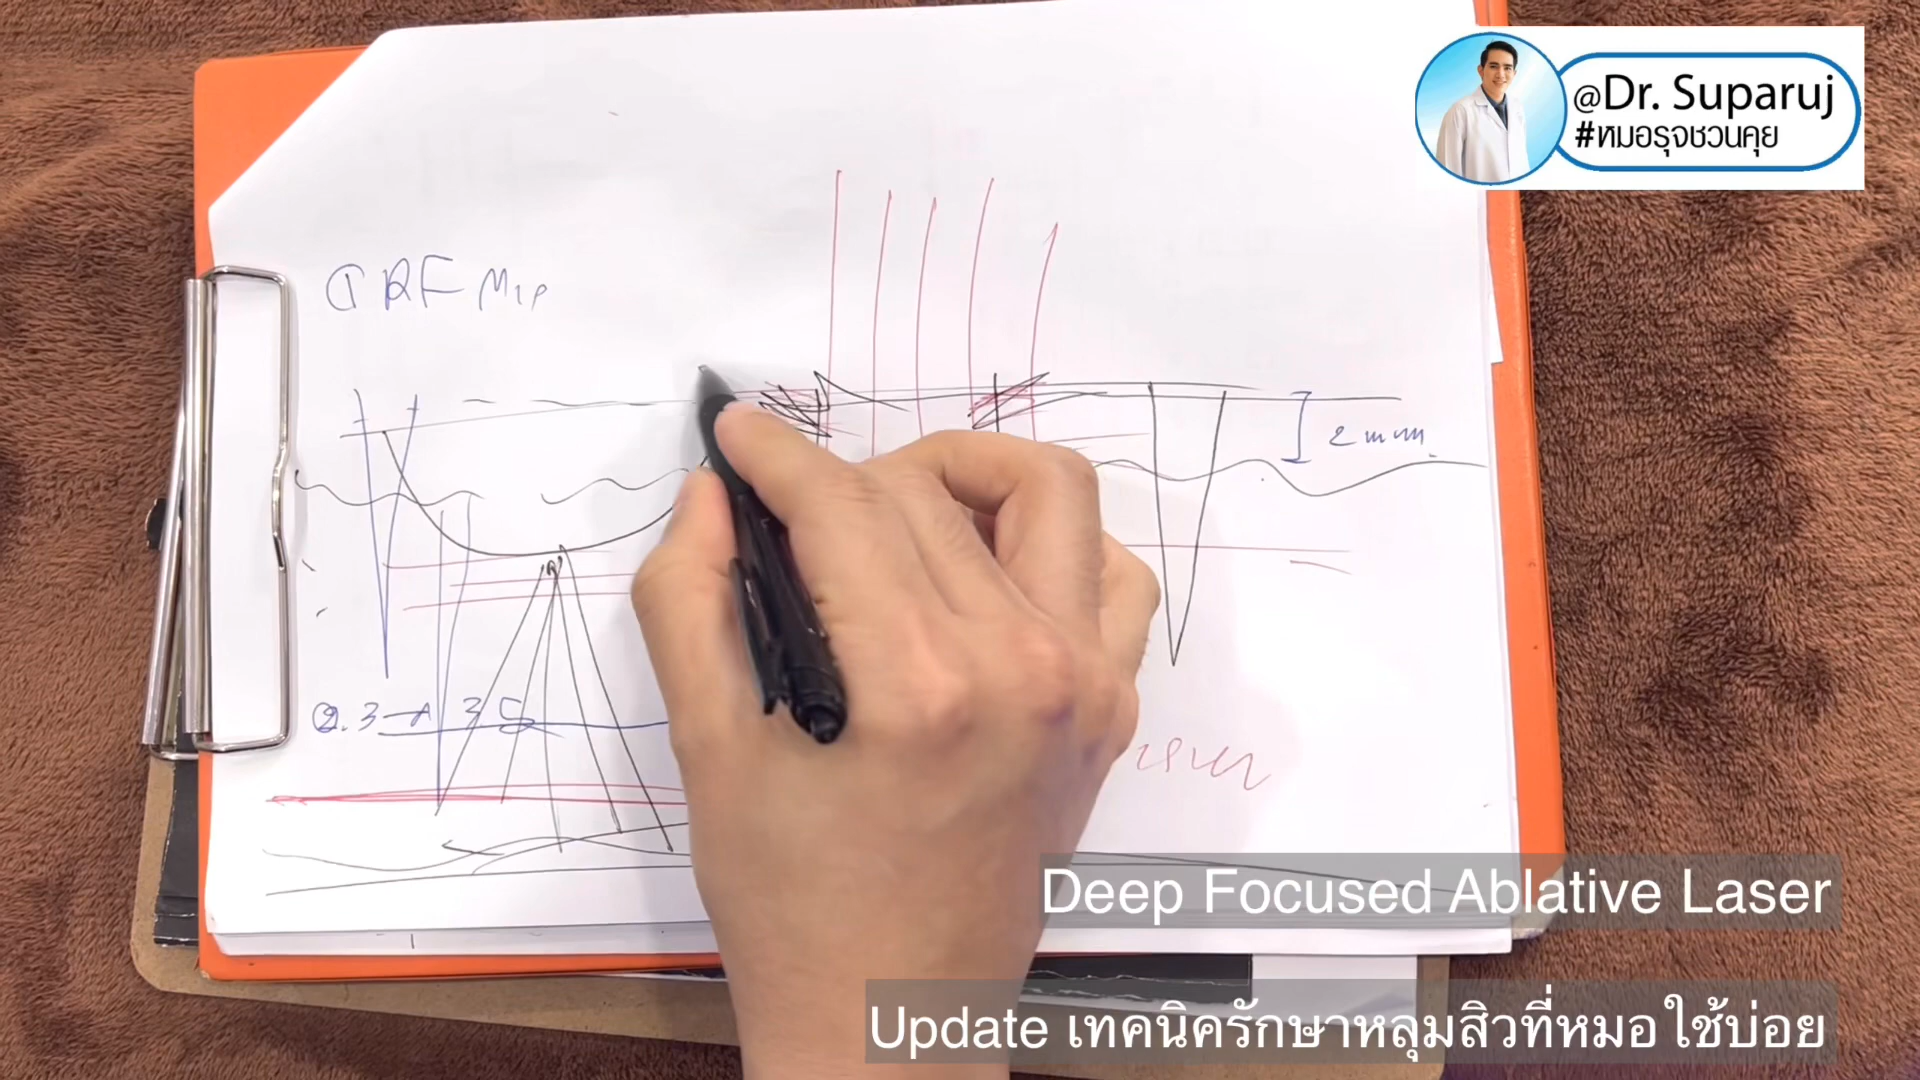 @Dr. Suparuj
#หมอรุจชวนคุย
RF
2 mm
Deep Focused Ablative Laser
Update เทคนิครักษาหลุมสิวที่หมอใช้บ่อย